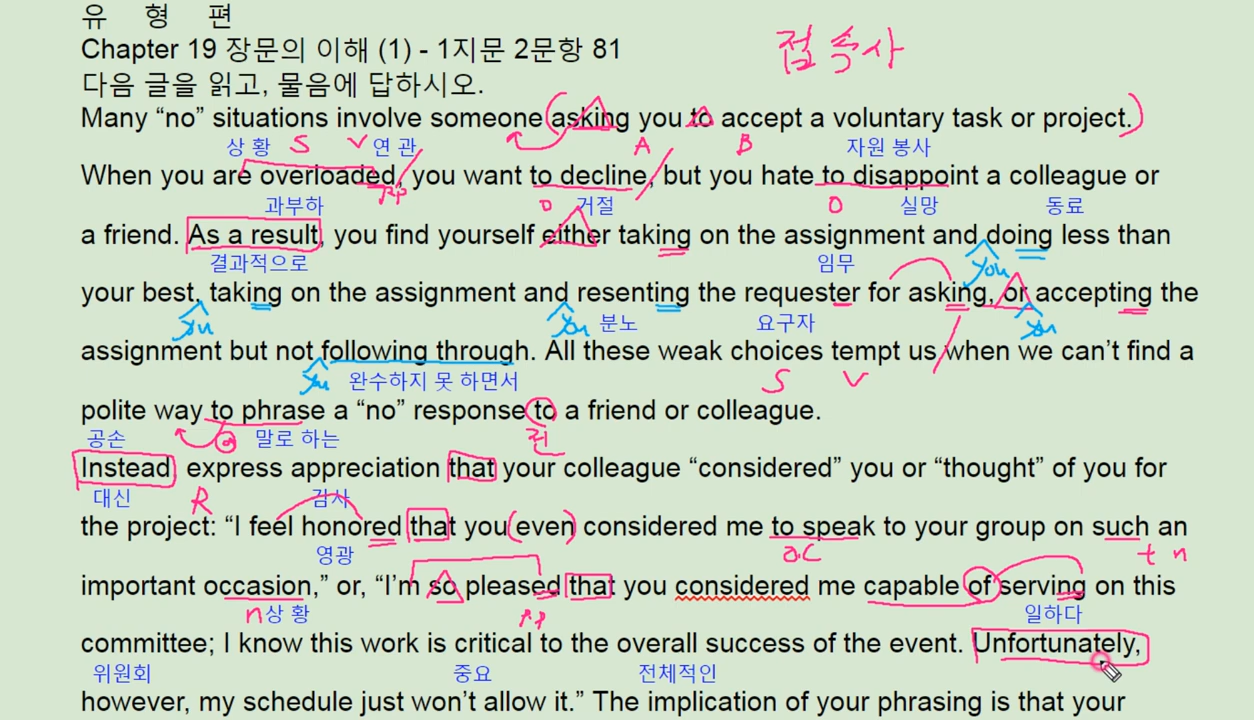 유 형 편
Chapter 19 장문의 이해 (1) - 1지문 2문항 81
접속사
다음 글을 읽고, 물음에 답하시오.
Many “no” situations involve someone (asking you to accept a voluntary task or project.)
상황 S V 연관 A B 자원 봉사
When you are overloaded, you want to decline, but you hate to disappoint a colleague or
과부하 P.P O 거절 O 실망 동료
a friend. As a result, you find yourself either taking on the assignment and doing less than
결과적으로 임무 you
your best, taking on the assignment and resenting the requester for asking, or accepting the
you you 분노 요구자 you
assignment but not following through. All these weak choices tempt us when we can’t find a
you 완수하지 못 하면서 S V
polite way to phrase a “no” response to a friend or colleague.
공손 말로 하는 전
Instead, express appreciation that your colleague “considered” you or “thought” of you for
대신 R 감사
the project: “I feel honored that you (even) considered me to speak to your group on such an
영광 O.C t n
important occasion,” or, “I’m so pleased that you considered me capable of serving on this
n 상황 P.P 일하다
committee; I know this work is critical to the overall success of the event. Unfortunately,
위원회 중요 전체적인
however, my schedule just won’t allow it.” The implication of your phrasing is that your